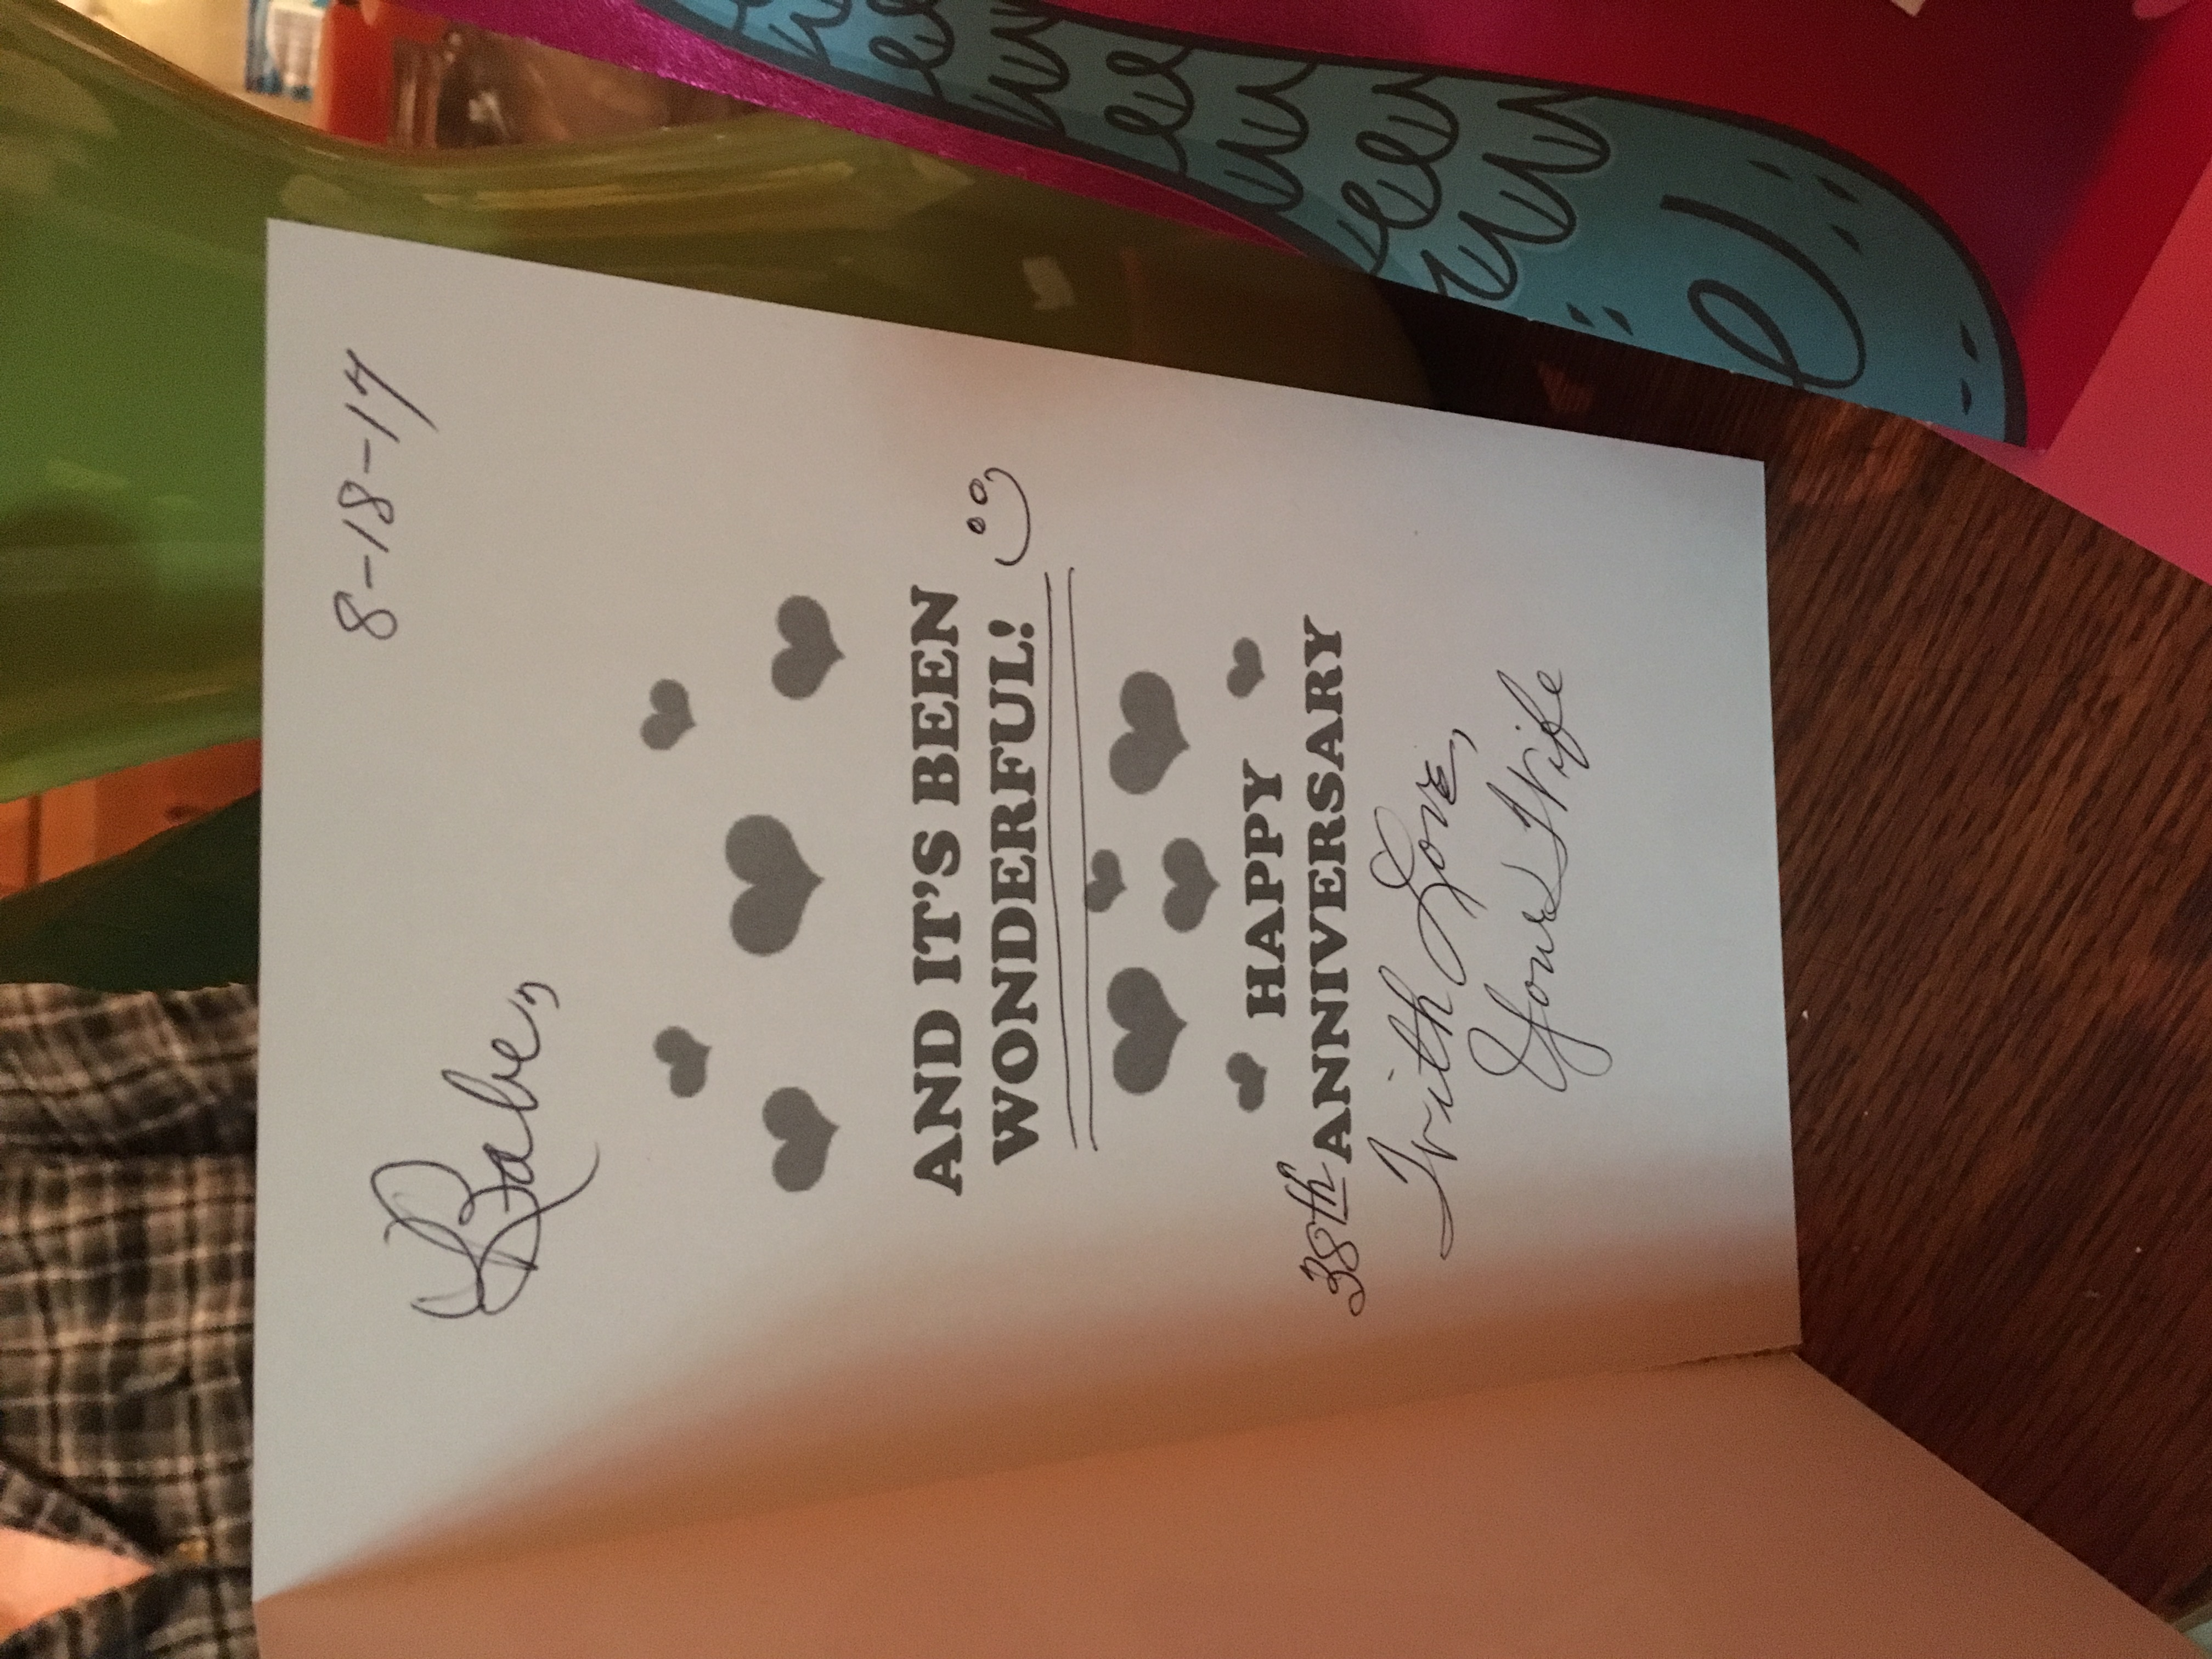 8-18-17
Babe,
AND IT'S BEEN
WONDERFUL!
HAPPY
38th ANNIVERSARY
With Love,
Your Wife